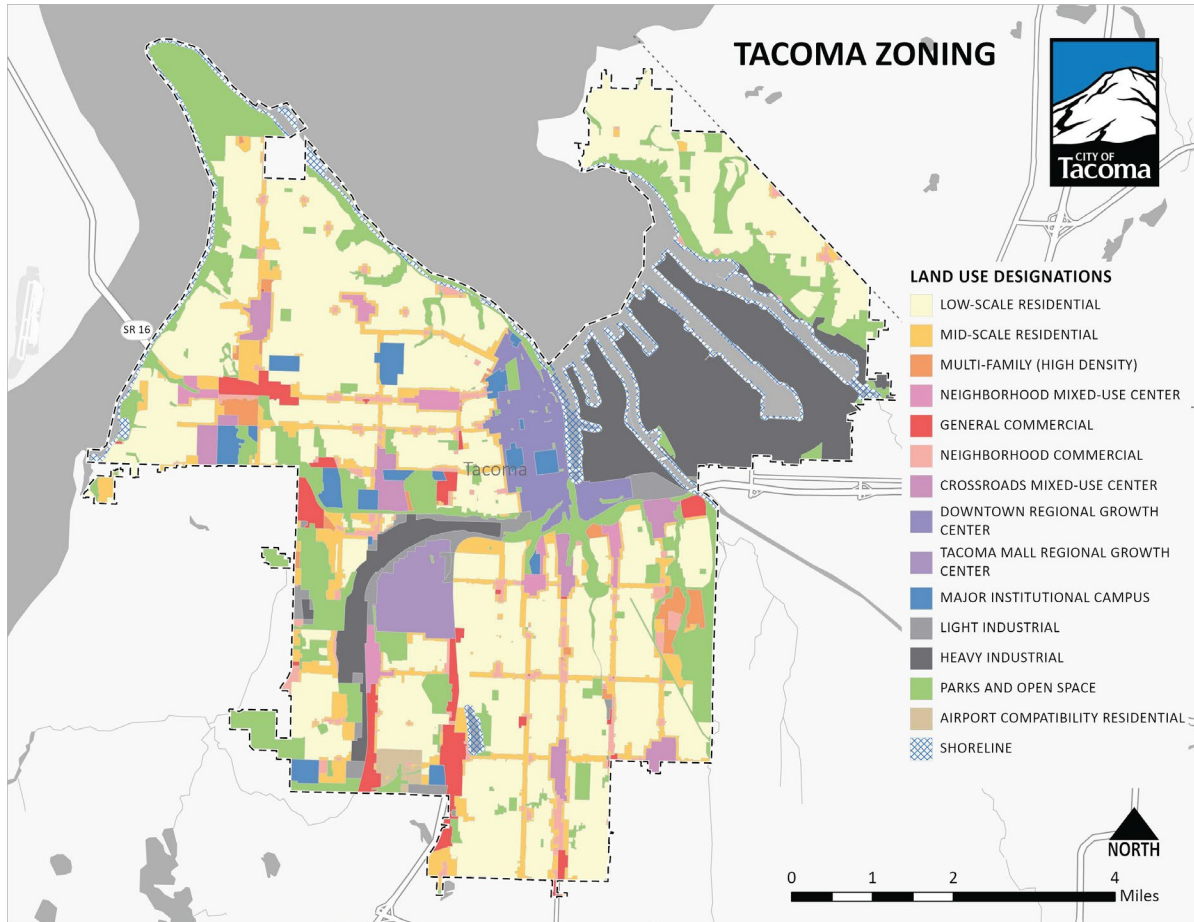 TACOMA ZONING
CITY OF
Tacoma
SR 16
Tacoma
LAND USE DESIGNATIONS
LOW-SCALE RESIDENTIAL
MID-SCALE RESIDENTIAL
MULTI-FAMILY (HIGH DENSITY)
NEIGHBORHOOD MIXED-USE CENTER
GENERAL COMMERCIAL
NEIGHBORHOOD COMMERCIAL
CROSSROADS MIXED-USE CENTER
DOWNTOWN REGIONAL GROWTH
CENTER
TACOMA MALL REGIONAL GROWTH
CENTER
MAJOR INSTITUTIONAL CAMPUS
LIGHT INDUSTRIAL
HEAVY INDUSTRIAL
PARKS AND OPEN SPACE
AIRPORT COMPATIBILITY RESIDENTIAL
SHORELINE
NORTH
0 1 2 4
Miles